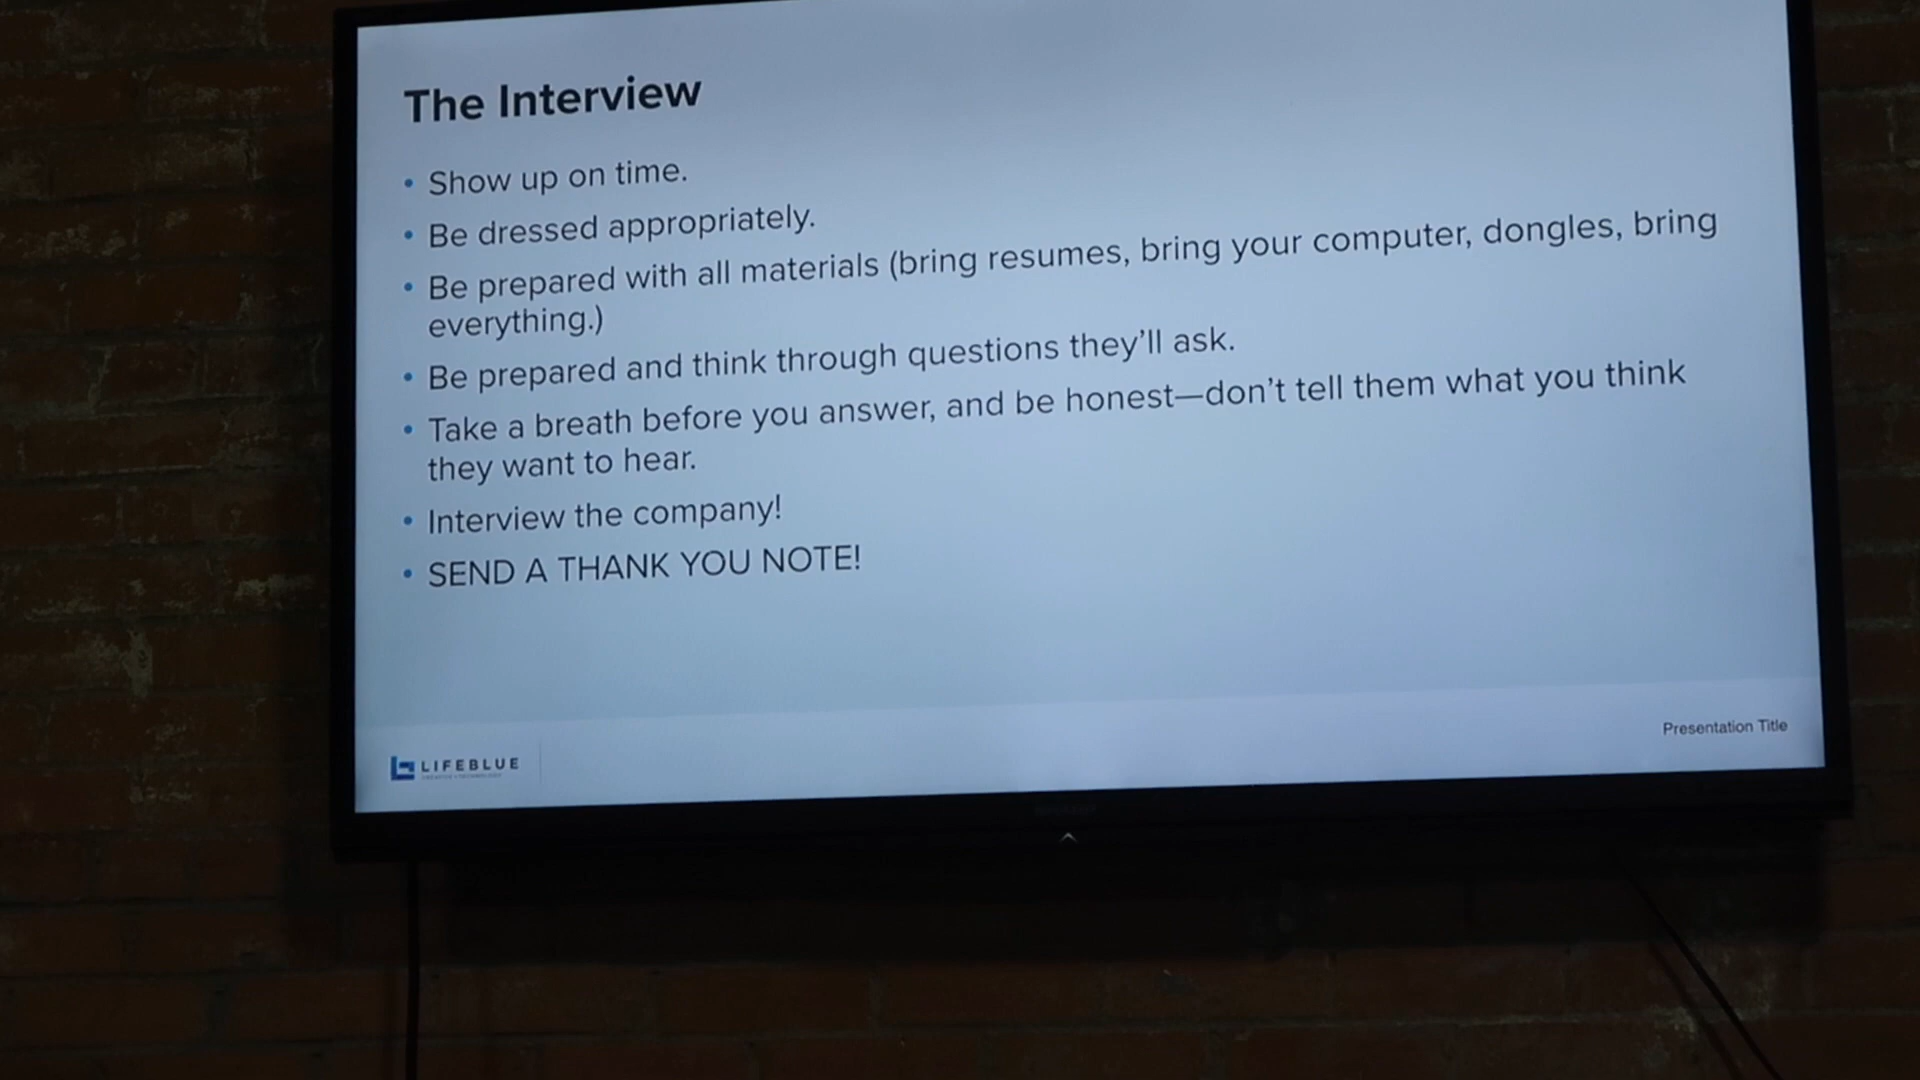 The Interview
• Show up on time.
• Be dressed appropriately.
• Be prepared with all materials (bring resumes, bring your computer, dongles, bring
everything.)
• Be prepared and think through questions they'll ask.
• Take a breath before you answer, and be honest—don't tell them what you think
they want to hear.
• Interview the company!
• SEND A THANK YOU NOTE!
Presentation Title
LIFEBLUE